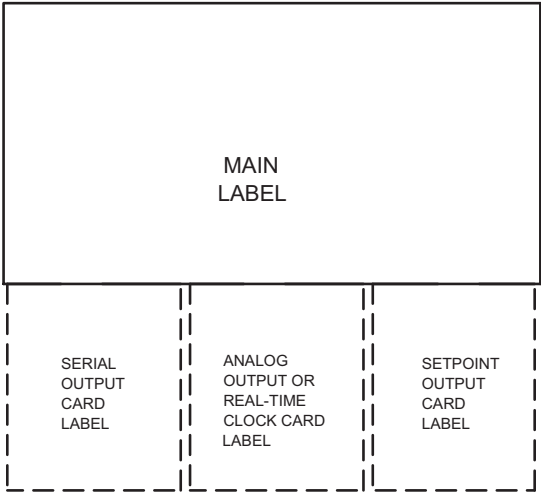 MAIN
LABEL
SERIAL
OUTPUT
CARD
LABEL
ANALOG
OUTPUT OR
REAL-TIME
CLOCK CARD
LABEL
SETPOINT
OUTPUT
CARD
LABEL